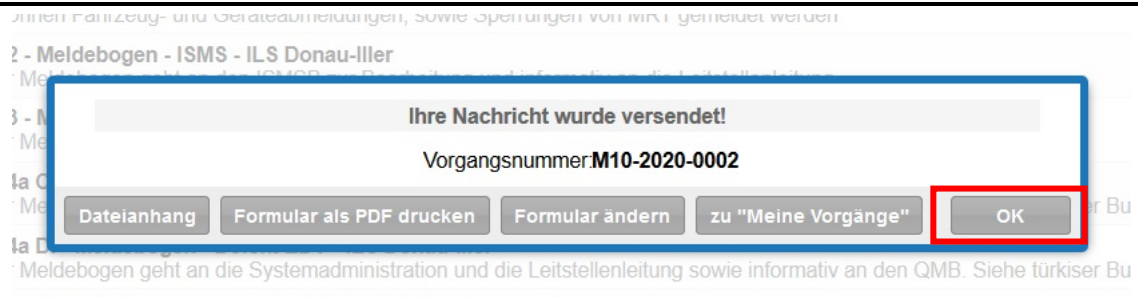 önnen Fahrzeug- und Geräteabmeldungen, sowie Sperrungen von MRT gemeldet werden
2 - Meldebogen - ISMS - ILS Donau-Iller
Ihre Nachricht wurde versendet!
Vorgangsnummer:M10-2020-0002
Dateianhang Formular als PDF drucken Formular ändern zu "Meine Vorgänge" OK
Meldebogen geht an die Systemadministration und die Leitstellenleitung sowie informativ an den QMB. Siehe türkiser Bu